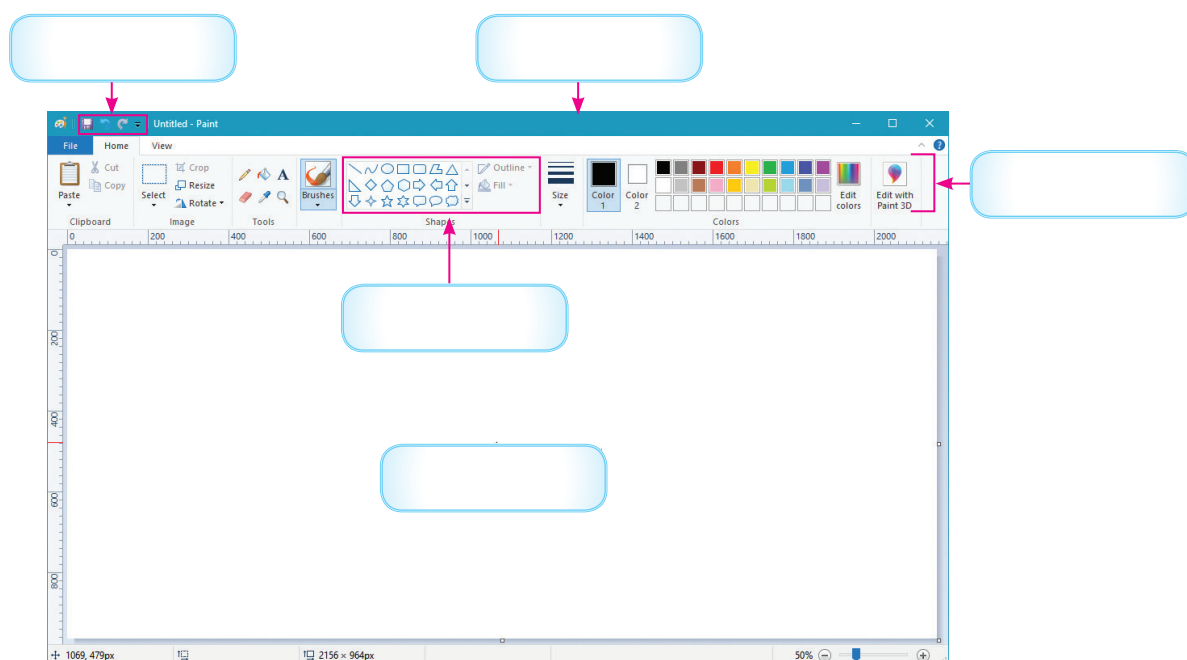 Untitled - Paint
File Home View
Cut
Copy
Paste
Clipboard
Select
Crop
Resize
Rotate
Image
A
Tools
Brushes
Outline
Fill
Shapes
Size
Color 1
Color 2
Edit colors
Colors
Edit with Paint 3D
0 200 400 600 800 1000 1200 1400 1600 1800 2000
0
200
400
600
800
1069, 479px
2156 × 964px
50%